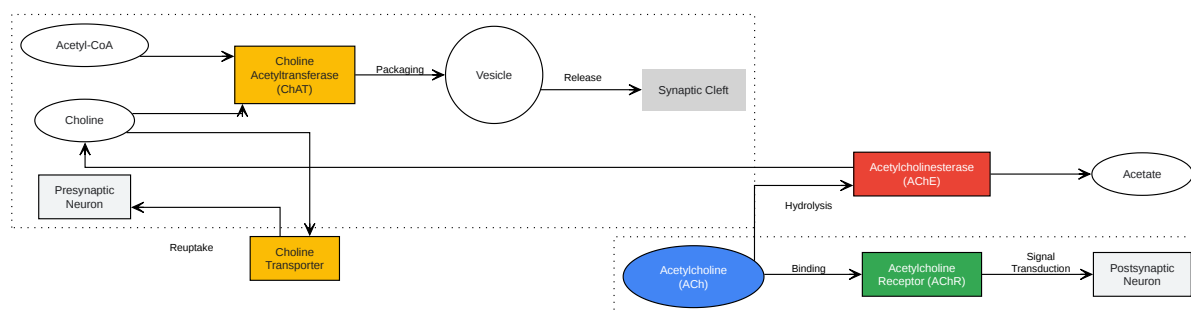 Acetyl-CoA
Choline
Acetyltransferase
(ChAT)
Packaging
Vesicle
Release
Synaptic Cleft
Choline
Presynaptic
Neuron
Reuptake
Choline
Transporter
Acetylcholinesterase
(AChE)
Acetate
Hydrolysis
Acetylcholine
(ACh)
Binding
Acetylcholine
Receptor (AChR)
Signal
Transduction
Postsynaptic
Neuron